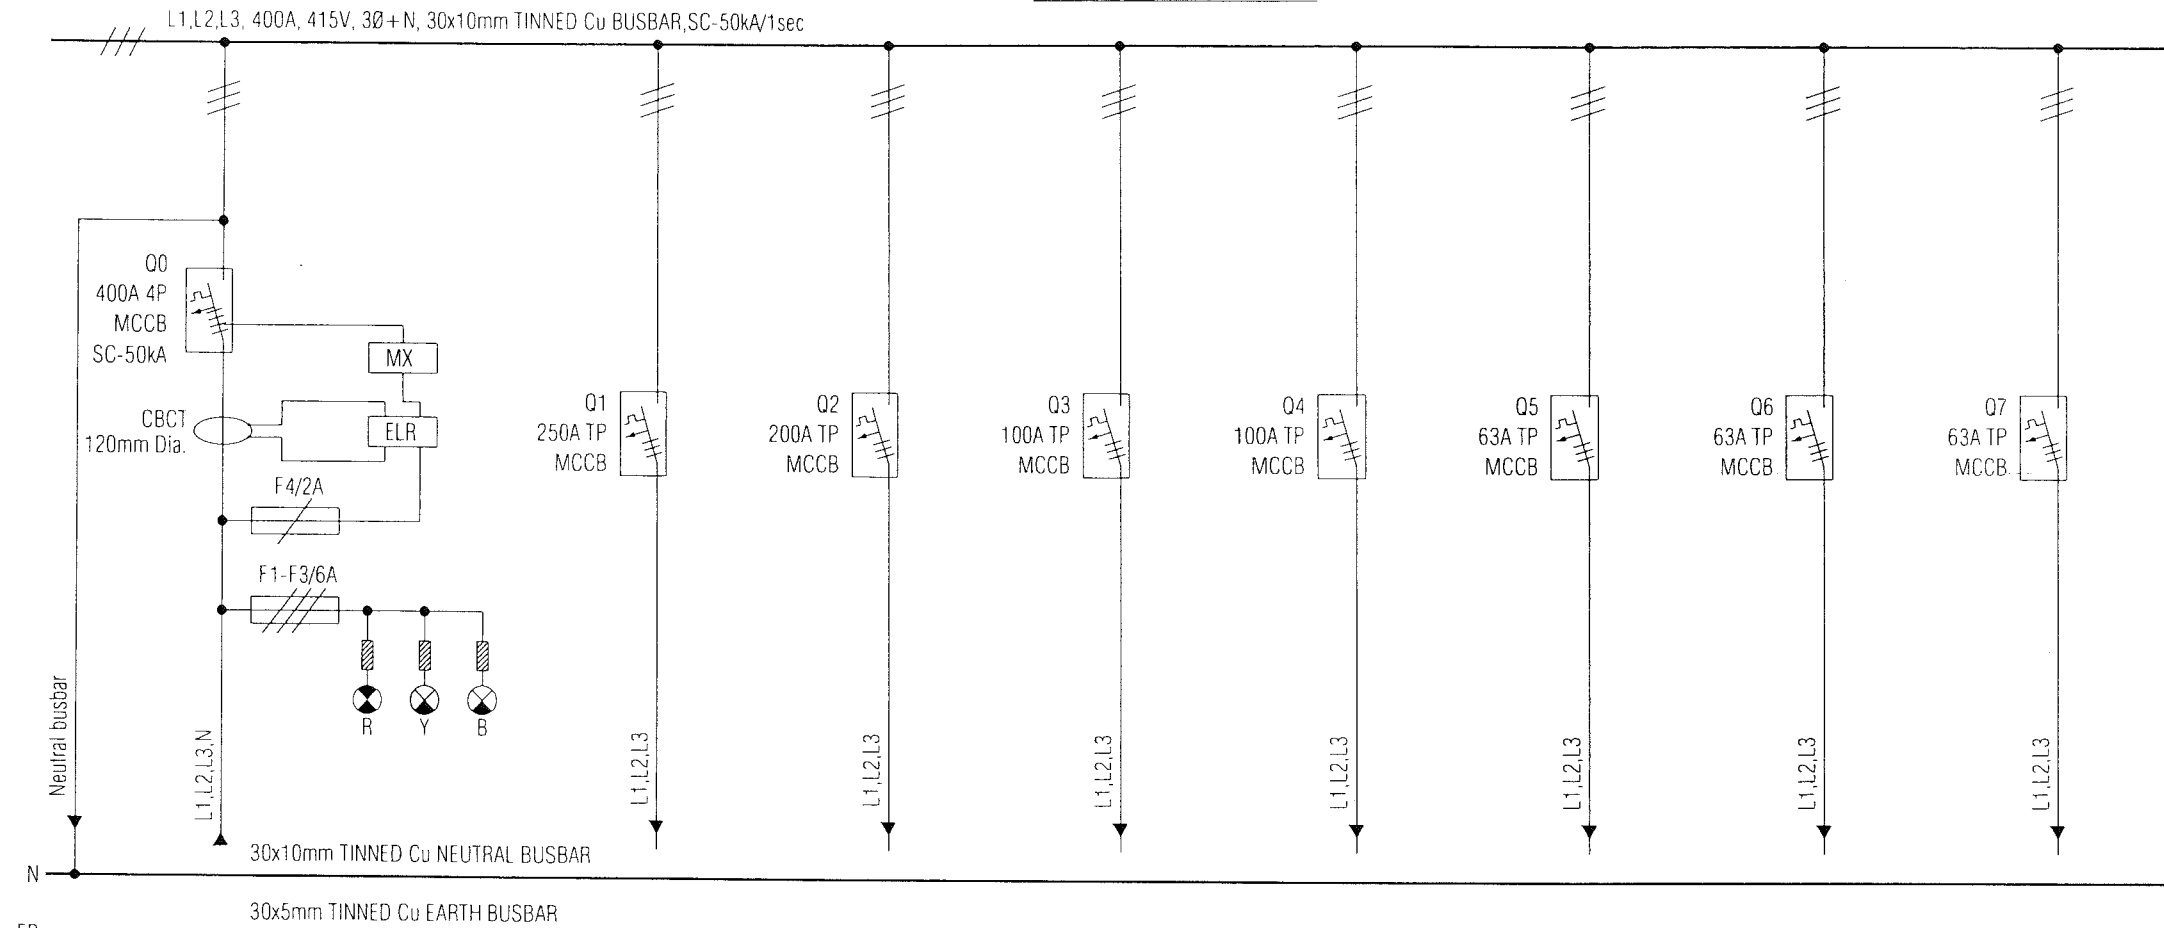 L1,L2,L3, 400A, 415V, 3Ø+N, 30x10mm TINNED Cu BUSBAR,SC-50kA/1sec
Q0
400A 4P
MCCB
SC-50kA
MX
CBCT
120mm Dia.
ELR
F4/2A
F1-F3/6A
R
Y
B
Neutral busbar
L1,L2,L3,N
Q1
250A TP
MCCB
L1,L2,L3
Q2
200A TP
MCCB
L1,L2,L3
Q3
100A TP
MCCB
L1,L2,L3
Q4
100A TP
MCCB
L1,L2,L3
Q5
63A TP
MCCB
L1,L2,L3
Q6
63A TP
MCCB
L1,L2,L3
Q7
63A TP
MCCB
L1,L2,L3
30x10mm TINNED Cu NEUTRAL BUSBAR
N
30x5mm TINNED Cu EARTH BUSBAR